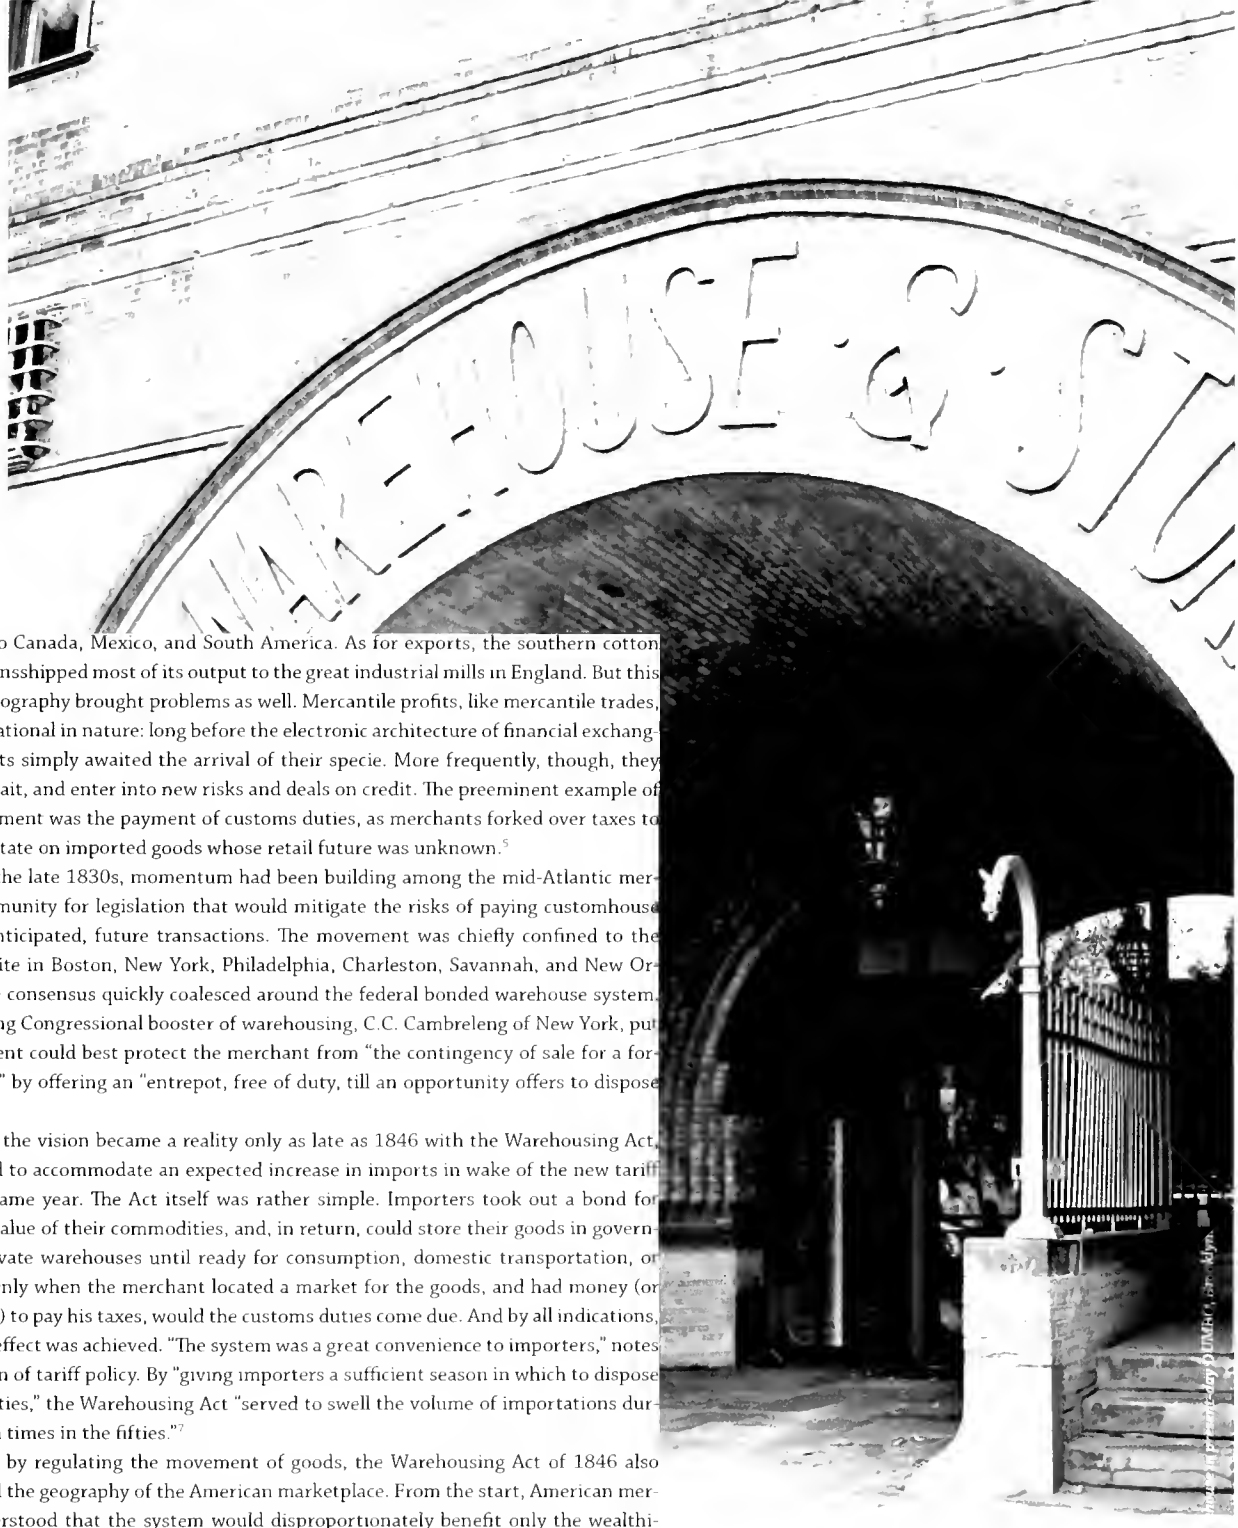 WAREHOUSE & STO
o Canada, Mexico, and South America. As for exports, the southern cotton
nsshipped most of its output to the great industrial mills in England. But this
ography brought problems as well. Mercantile profits, like mercantile trades,
ational in nature: long before the electronic architecture of financial exchang-
ts simply awaited the arrival of their specie. More frequently, though, they
ait, and enter into new risks and deals on credit. The preeminent example of
ment was the payment of customs duties, as merchants forked over taxes to
tate on imported goods whose retail future was unknown.5
the late 1830s, momentum had been building among the mid-Atlantic mer-
munity for legislation that would mitigate the risks of paying customhouse
nticipated, future transactions. The movement was chiefly confined to the
ite in Boston, New York, Philadelphia, Charleston, Savannah, and New Or-
consensus quickly coalesced around the federal bonded warehouse system.
ng Congressional booster of warehousing, C.C. Cambreleng of New York, put
ent could best protect the merchant from “the contingency of sale for a for-
” by offering an “entrepot, free of duty, till an opportunity offers to dispose
the vision became a reality only as late as 1846 with the Warehousing Act,
d to accommodate an expected increase in imports in wake of the new tariff
ame year. The Act itself was rather simple. Importers took out a bond for
alue of their commodities, and, in return, could store their goods in govern-
vate warehouses until ready for consumption, domestic transportation, or
nly when the merchant located a market for the goods, and had money (or
) to pay his taxes, would the customs duties come due. And by all indications,
effect was achieved. “The system was a great convenience to importers,” notes
n of tariff policy. By “giving importers a sufficient season in which to dispose
ties,” the Warehousing Act “served to swell the volume of importations dur-
times in the fifties.”7
by regulating the movement of goods, the Warehousing Act of 1846 also
d the geography of the American marketplace. From the start, American mer-
rstood that the system would disproportionately benefit only the wealthi-
present-day DUMBO, Brooklyn.